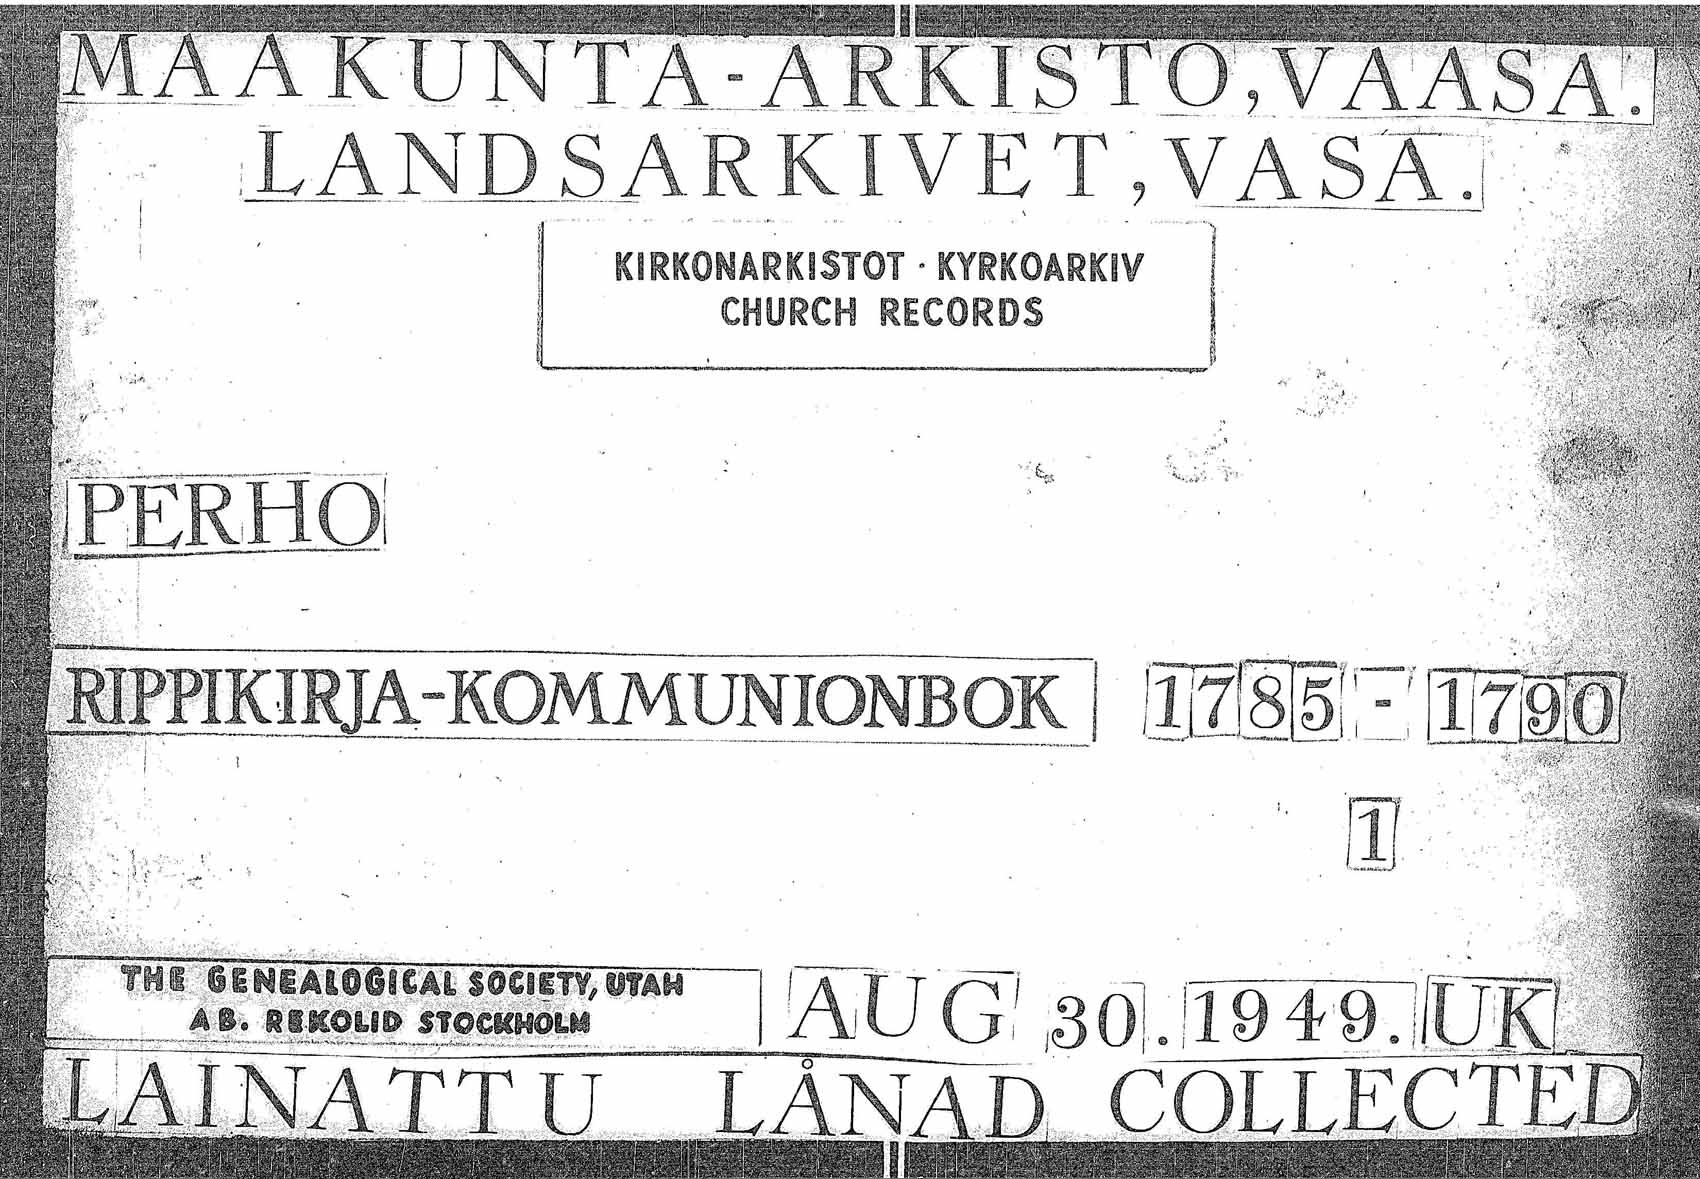 MAAKUNTA-ARKISTO, VAASA.
LANDSARKIVET, VASA.
KIRKONARKISTOT · KYRKOARKIV
CHURCH RECORDS
PERHO
RIPPIKIRJA-KOMMUNIONBOK 1785-1790
1
THE GENEALOGICAL SOCIETY, UTAH
AB. REKOLID STOCKHOLM
AUG 30. 1949. UK
LAINATTU LÅNAD COLLECTED